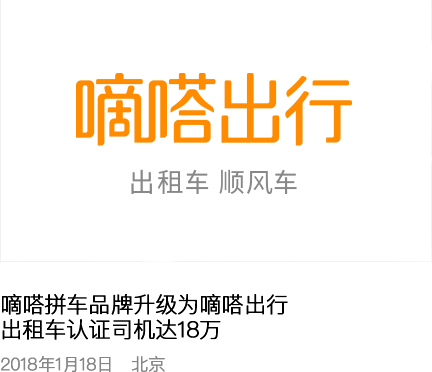 嘀嗒出行
出租车 顺风车
嘀嗒拼车品牌升级为嘀嗒出行
出租车认证司机达18万
2018年1月18日 北京